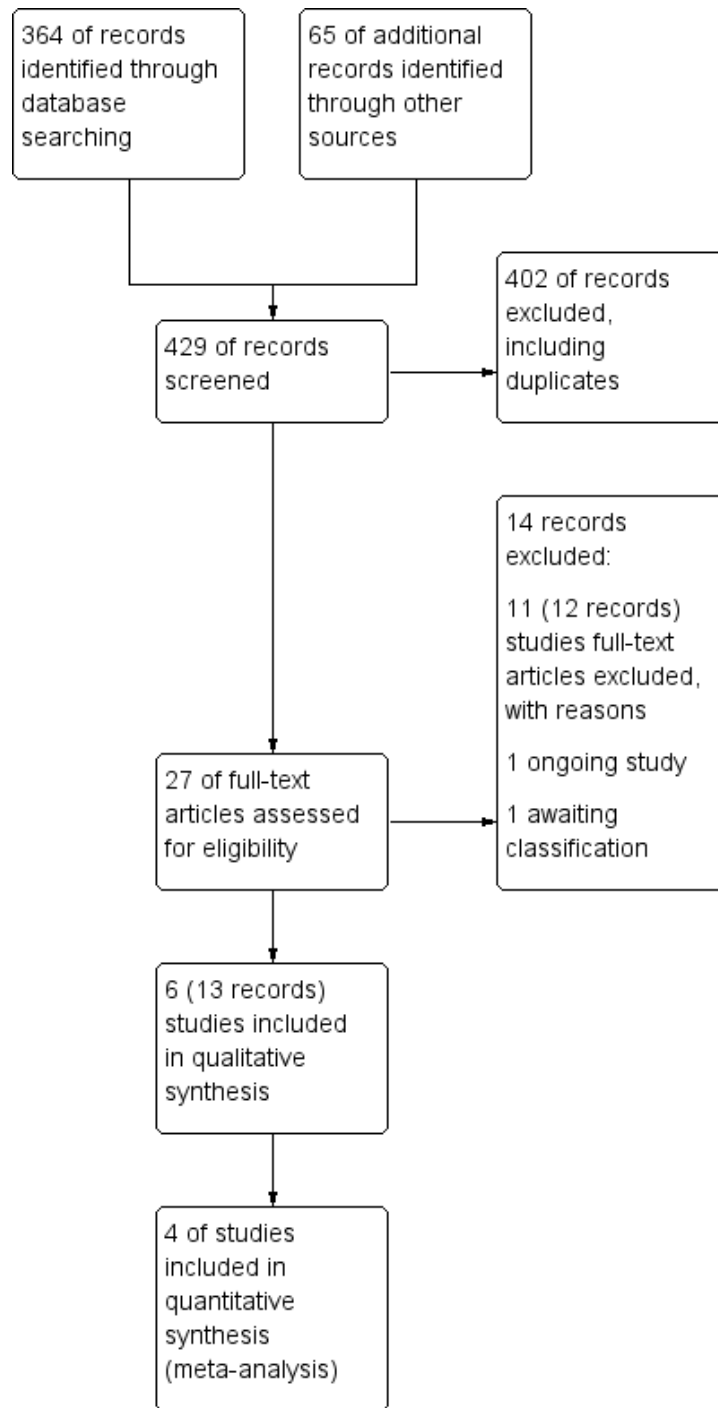 364 of records
identified through
database
searching
65 of additional
records identified
through other
sources
402 of records
excluded,
including
duplicates
429 of records
screened
14 records
excluded:
11 (12 records)
studies full-text
articles excluded,
with reasons
1 ongoing study
1 awaiting
classification
27 of full-text
articles assessed
for eligibility
6 (13 records)
studies included
in qualitative
synthesis
4 of studies
included in
quantitative
synthesis
(meta-analysis)